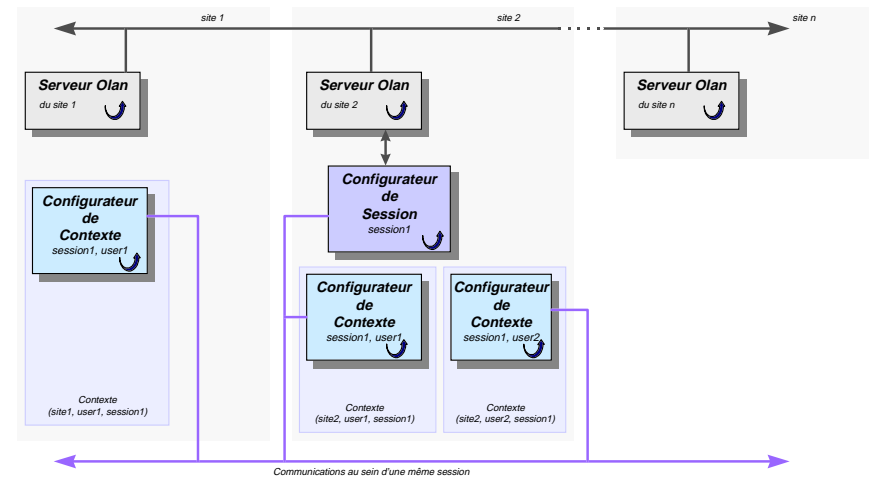 site 1
site 2
site n
Serveur Olan
du site 1
Serveur Olan
du site 2
Serveur Olan
du site n
Configurateur
de
Session
session1
Configurateur
de
Contexte
session1, user1
Configurateur
de
Contexte
session1, user1
Configurateur
de
Contexte
session1, user2
Contexte
(site1, user1, session1)
Contexte
(site2, user1, session1)
Contexte
(site2, user2, session1)
Communications au sein d'une même session